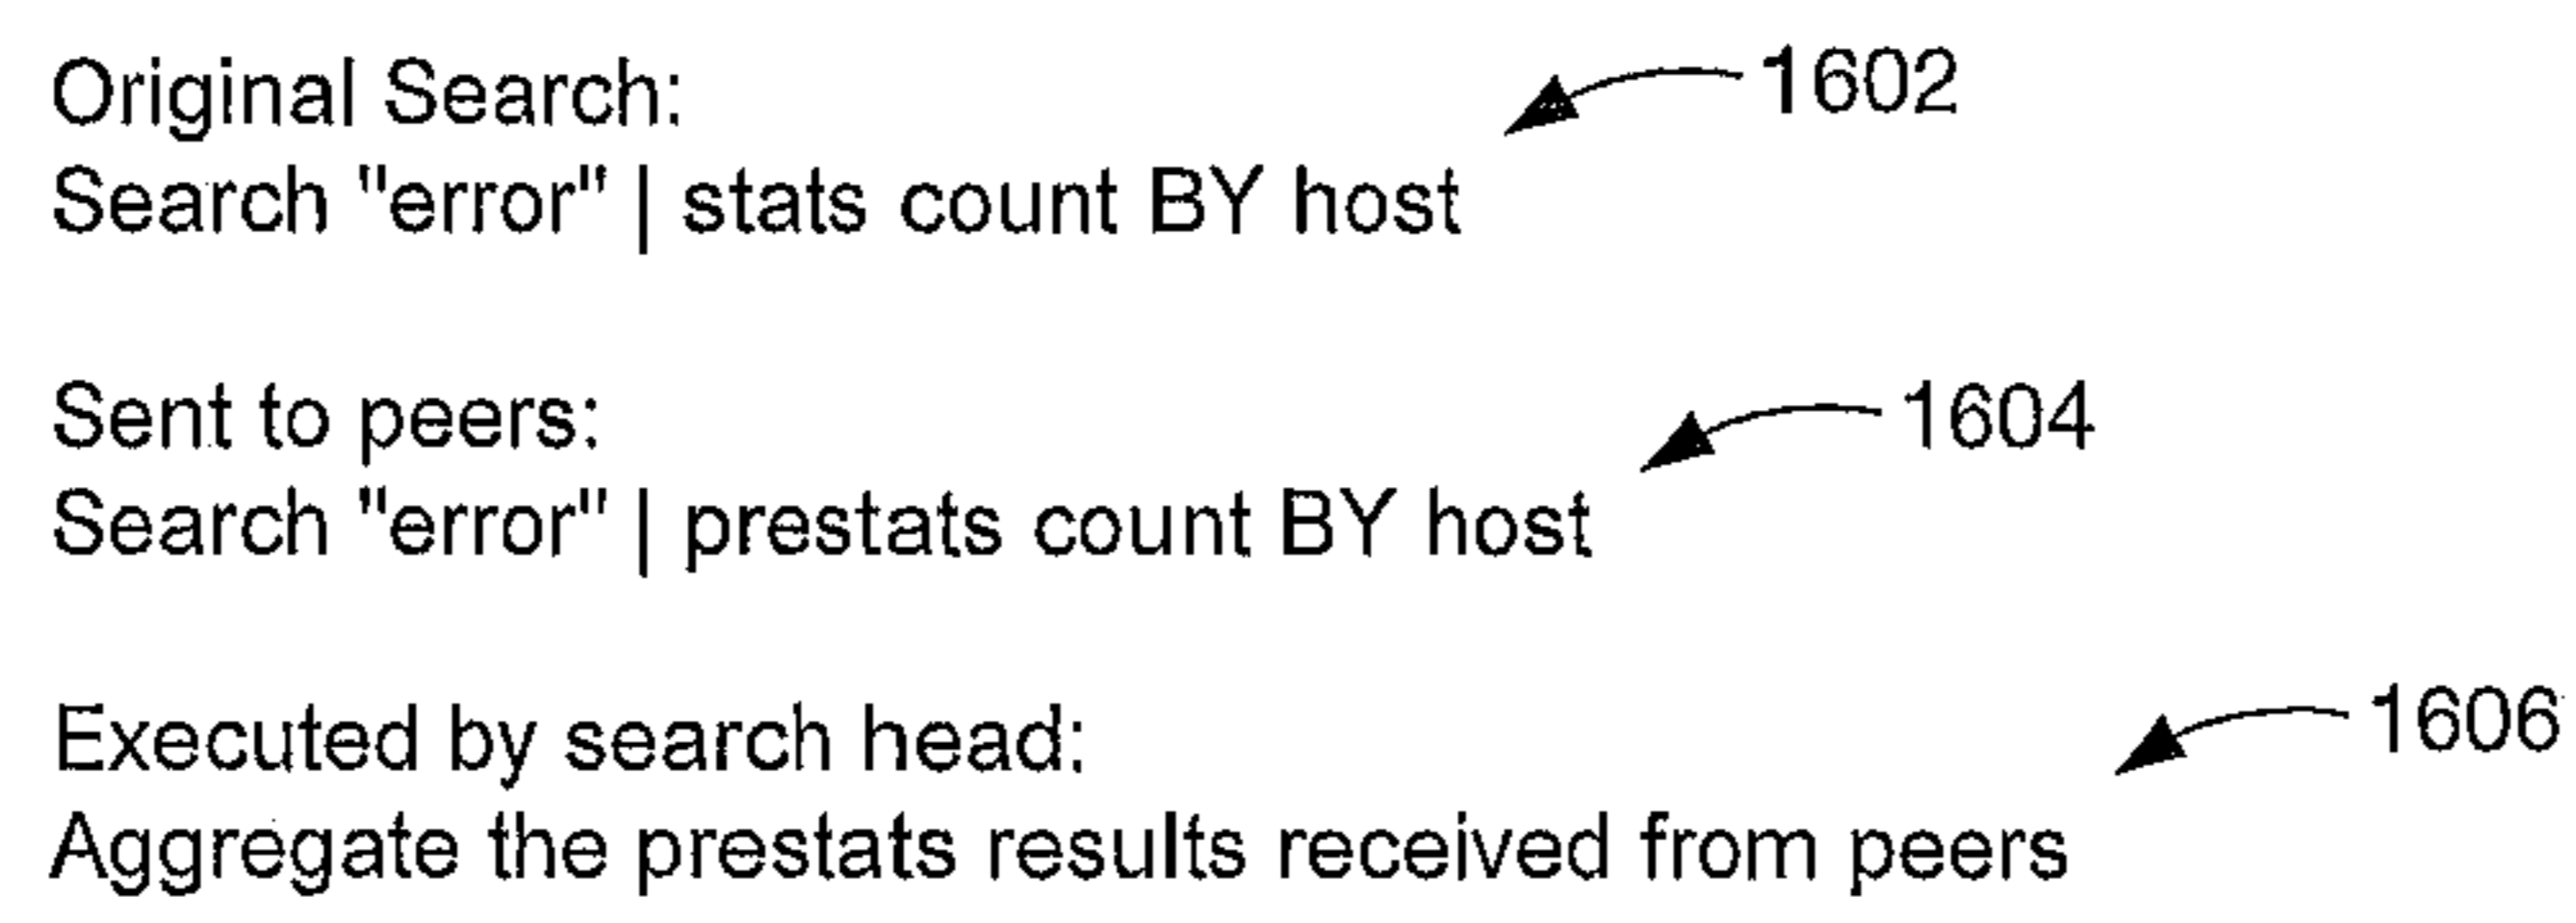 Original Search:
1602
Search "error" | stats count BY host
Sent to peers:
1604
Search "error" | prestats count BY host
Executed by search head:
1606
Aggregate the prestats results received from peers